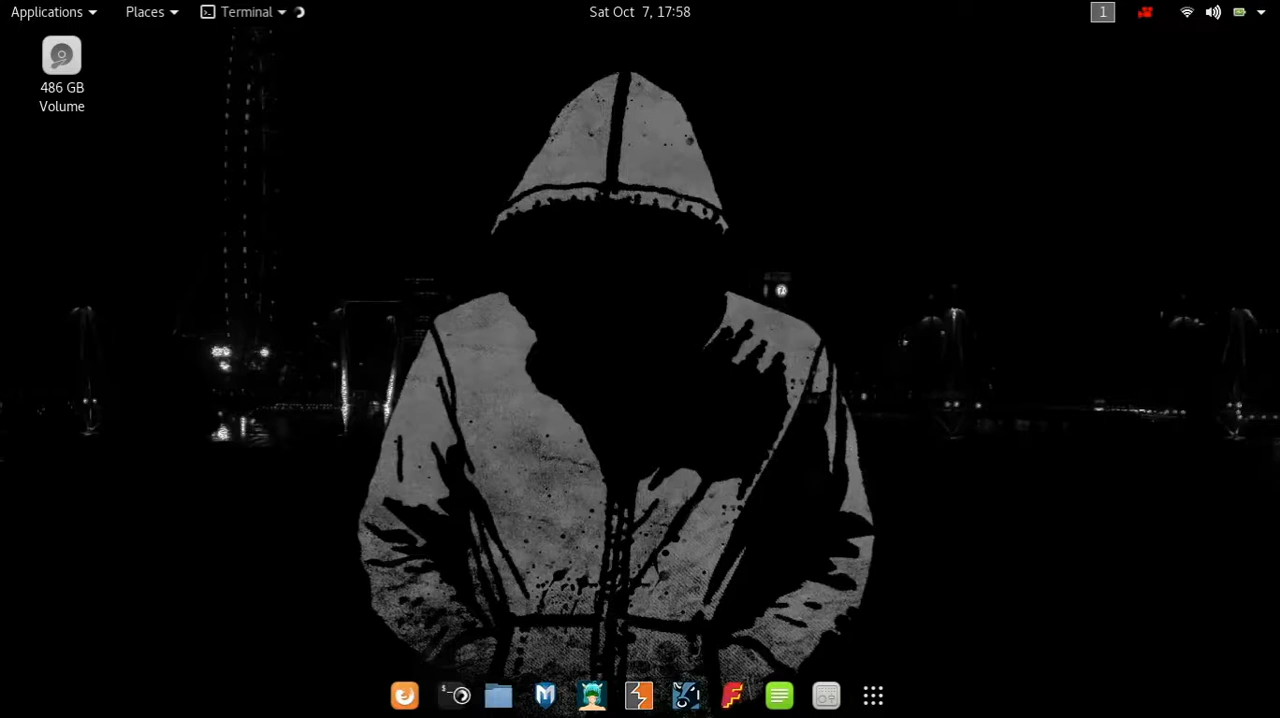 Applications
Places
Terminal
Sat Oct 7, 17:58
1
486 GB
Volume